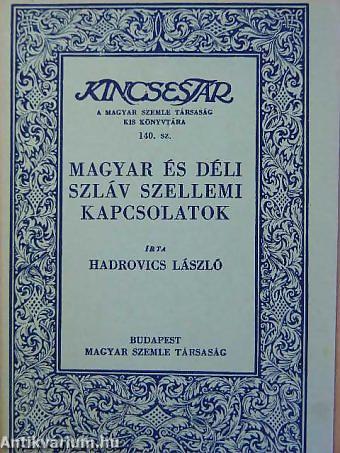 KINCSESTÁR
A MAGYAR SZEMLE TÁRSASÁG
KIS KÖNYVTÁRA
140. SZ.
MAGYAR ÉS DÉLI
SZLÁV SZELLEMI
KAPCSOLATOK
ÍRTA
HADROVICS LÁSZLÓ
BUDAPEST
MAGYAR SZEMLE TÁRSASÁG
Antikvarium.hu